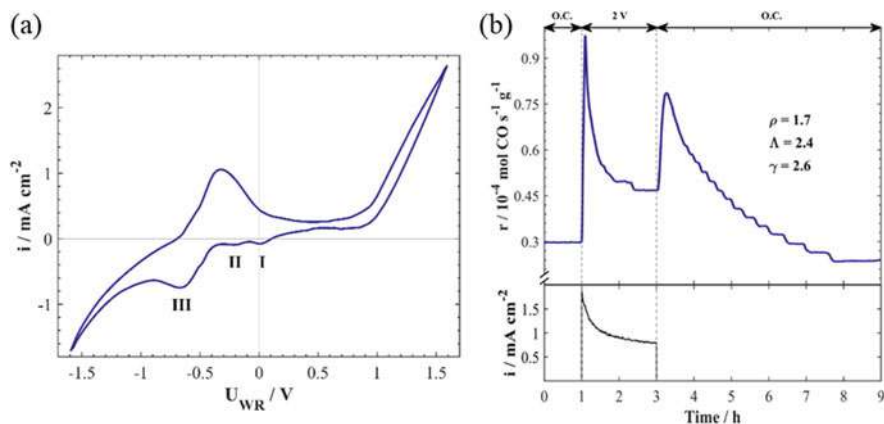 (a)
i / mA cm⁻²
2
1
0
-1
I
II
III
-1.5 -1 -0.5 0 0.5 1 1.5
U_WR / V
(b)
O.C. 2 V O.C.
r / 10⁻⁴ mol CO s⁻¹ g⁻¹
0.9
0.75
0.6
0.45
0.3
ρ = 1.7
Λ = 2.4
γ = 2.6
i / mA cm⁻²
1.5
1
0.5
0 1 2 3 4 5 6 7 8 9
Time / h